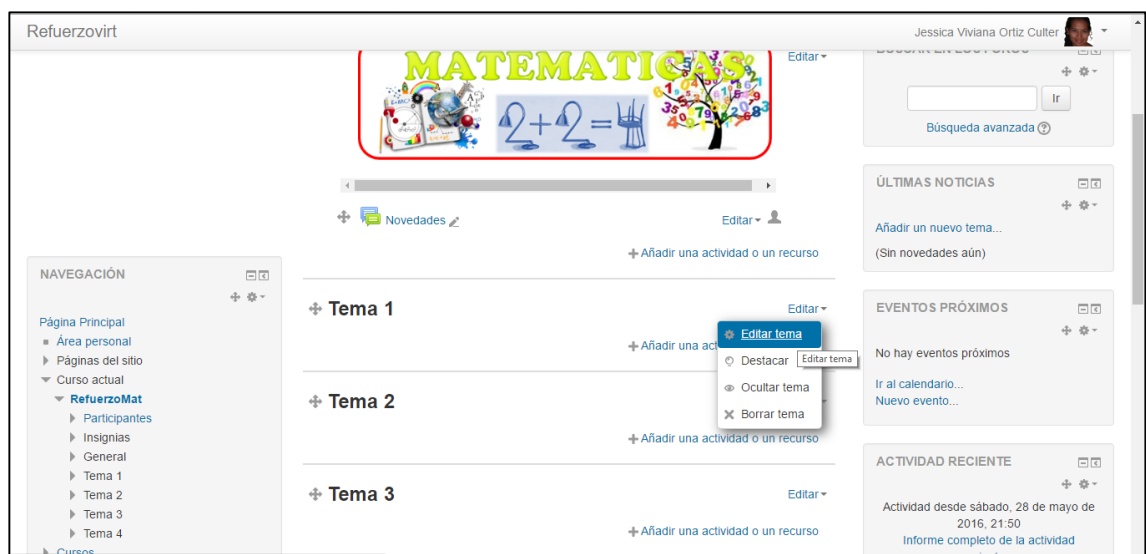 Refuerzovirt
Jessica Viviana Ortiz Culter
MATEMATICAS
2+2=
Editar
Novedades
Editar
Añadir una actividad o un recurso
NAVEGACIÓN
Página Principal
Área personal
Páginas del sitio
Curso actual
RefuerzoMat
Participantes
Insignias
General
Tema 1
Tema 2
Tema 3
Tema 4
Cursos
Tema 1
Editar
Añadir una act
Editar tema
Destacar
Ocultar tema
Borrar tema
Editar tema
Tema 2
Añadir una actividad o un recurso
Tema 3
Editar
Añadir una actividad o un recurso
BUSCAR EN LOS FOROS
Ir
Búsqueda avanzada
ÚLTIMAS NOTICIAS
Añadir un nuevo tema...
(Sin novedades aún)
EVENTOS PRÓXIMOS
No hay eventos próximos
Ir al calendario...
Nuevo evento...
ACTIVIDAD RECIENTE
Actividad desde sábado, 28 de mayo de
2016, 21:50
Informe completo de la actividad